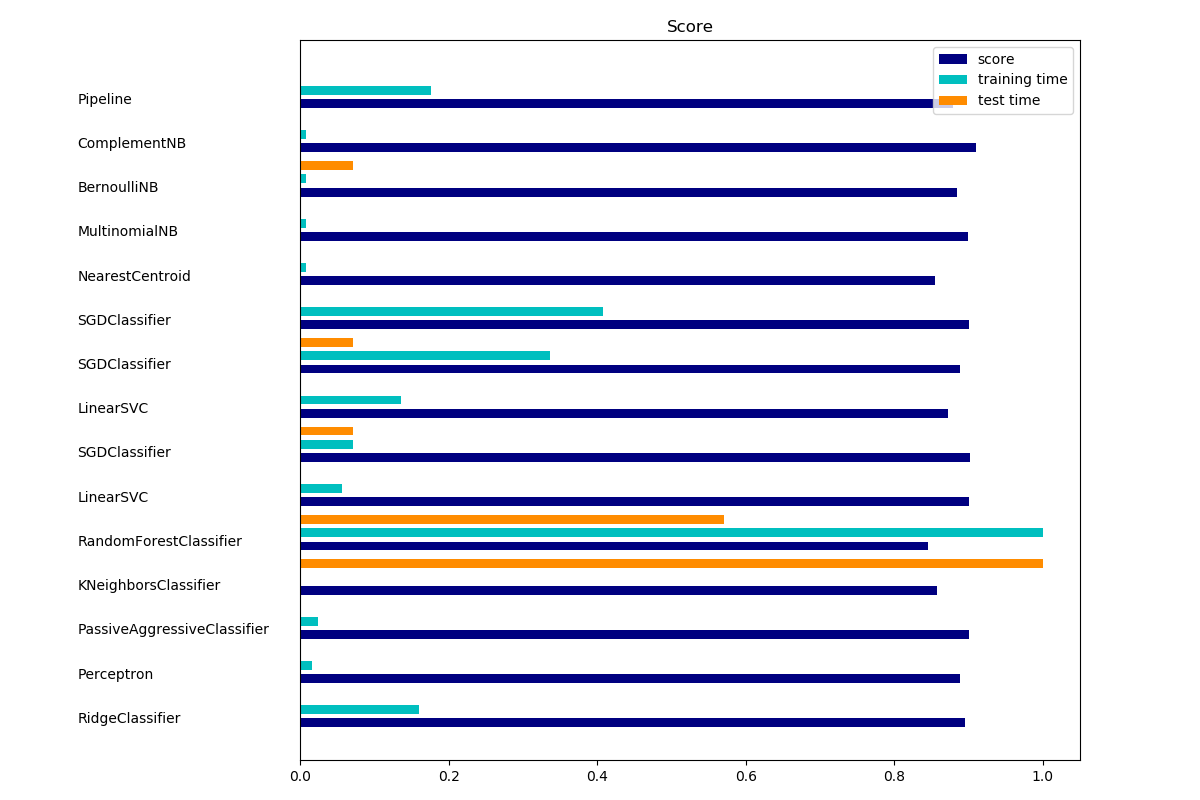 Score
score
training time
test time
Pipeline
ComplementNB
BernoulliNB
MultinomialNB
NearestCentroid
SGDClassifier
SGDClassifier
LinearSVC
SGDClassifier
LinearSVC
RandomForestClassifier
KNeighborsClassifier
PassiveAggressiveClassifier
Perceptron
RidgeClassifier
0.0 0.2 0.4 0.6 0.8 1.0